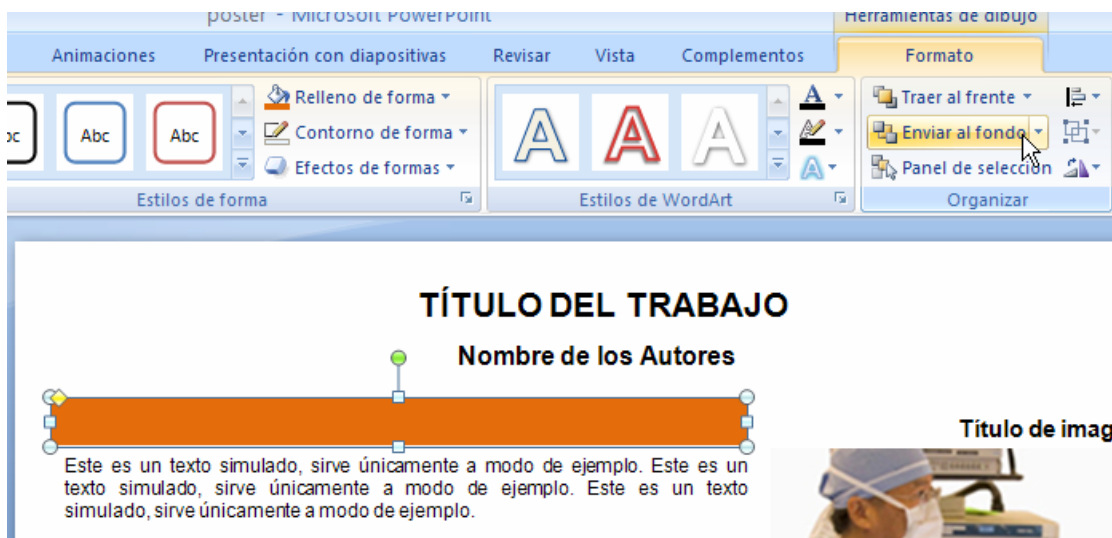 poster - Microsoft PowerPoint
Herramientas de dibujo
Animaciones Presentación con diapositivas Revisar Vista Complementos Formato
Abc Abc Relleno de forma Traer al frente
Contorno de forma Enviar al fondo
Efectos de formas Panel de selección
Estilos de forma Estilos de WordArt Organizar
TÍTULO DEL TRABAJO
Nombre de los Autores
Título de imag
Este es un texto simulado, sirve únicamente a modo de ejemplo. Este es un
texto simulado, sirve únicamente a modo de ejemplo. Este es un texto
simulado, sirve únicamente a modo de ejemplo.